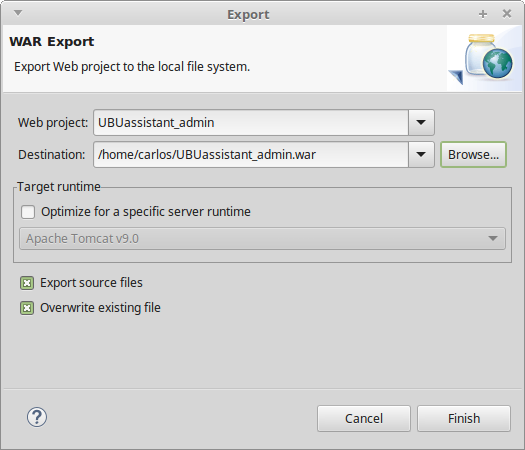 Export
WAR Export
Export Web project to the local file system.
Web project: UBUassistant_admin
Destination: /home/carlos/UBUassistant_admin.war Browse...
Target runtime
Optimize for a specific server runtime
Apache Tomcat v9.0
Export source files
Overwrite existing file
? Cancel Finish